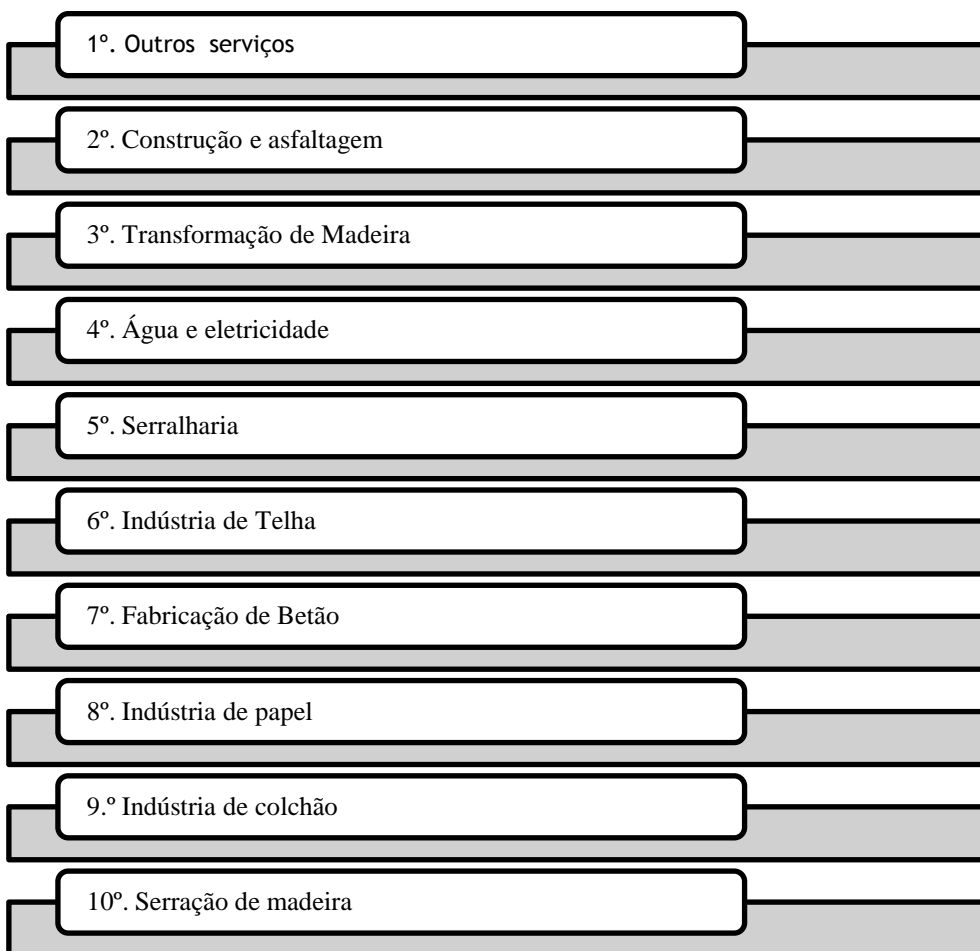 1º. Outros serviços
2º. Construção e asfaltagem
3º. Transformação de Madeira
4º. Água e eletricidade
5º. Serralharia
6º. Indústria de Telha
7º. Fabricação de Betão
8º. Indústria de papel
9.º Indústria de colchão
10º. Serração de madeira